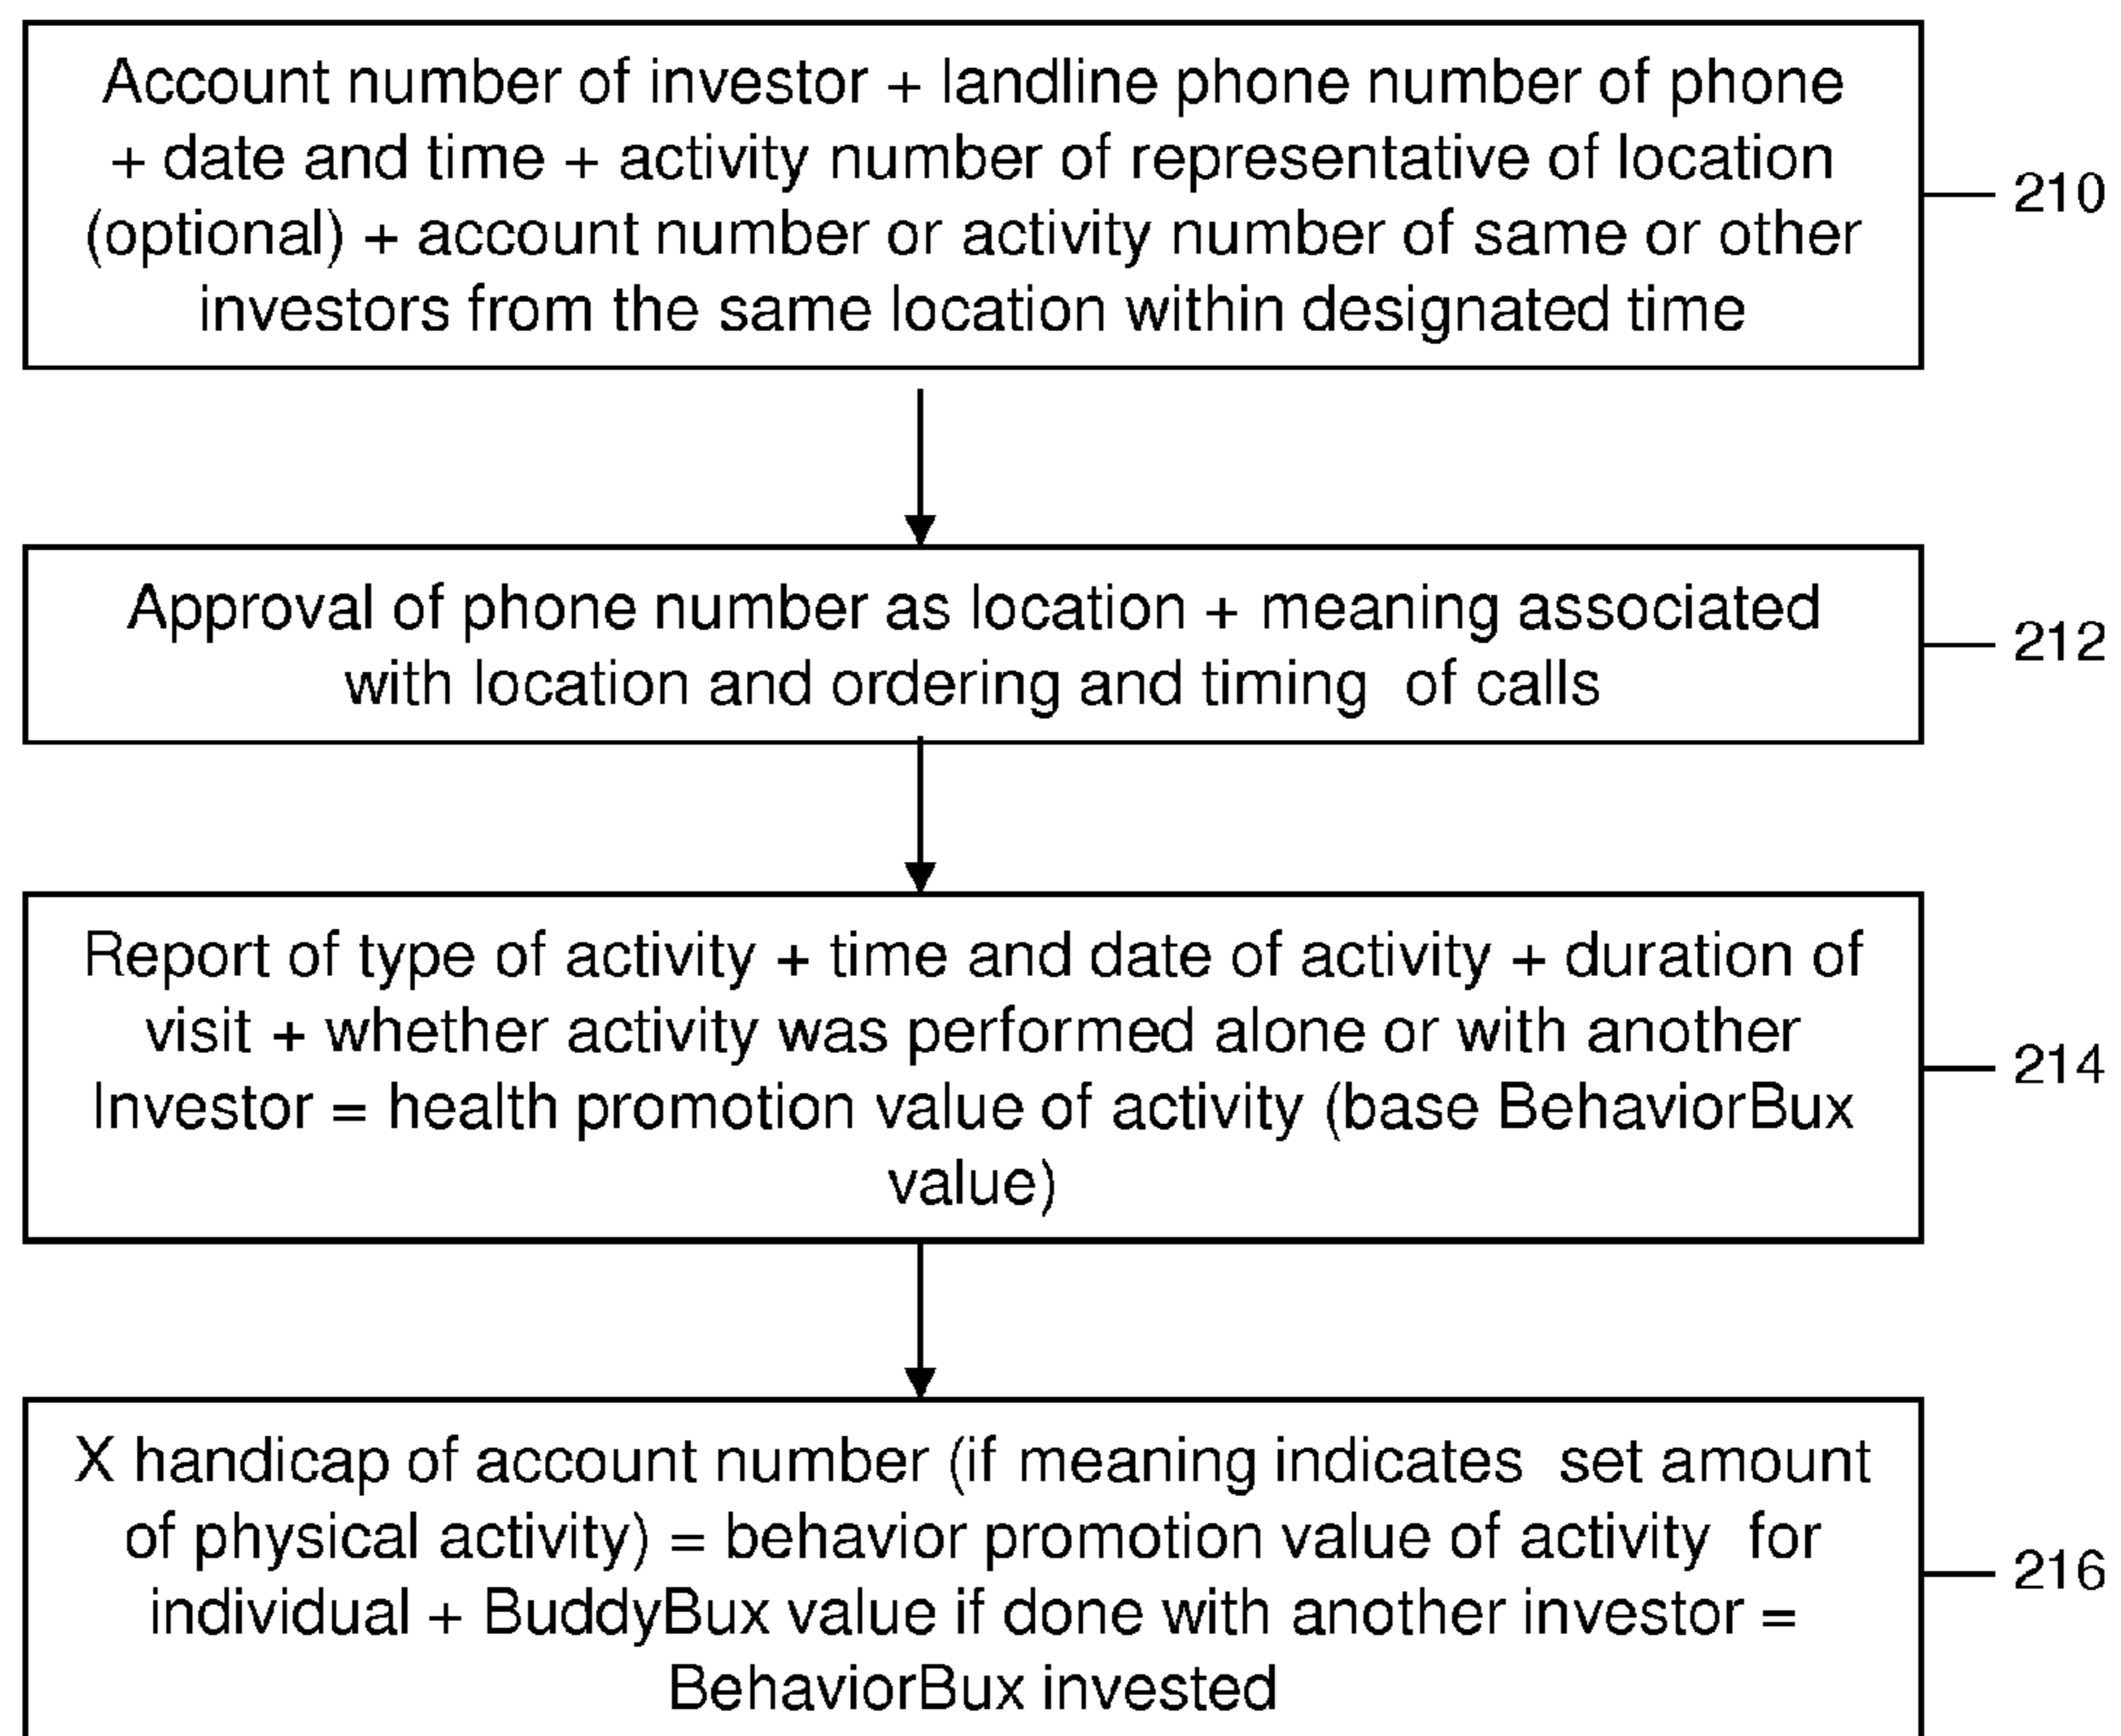 Account number of investor + landline phone number of phone
+ date and time + activity number of representative of location
(optional) + account number or activity number of same or other
investors from the same location within designated time
210
Approval of phone number as location + meaning associated
with location and ordering and timing of calls
212
Report of type of activity + time and date of activity + duration of
visit + whether activity was performed alone or with another
Investor = health promotion value of activity (base BehaviorBux
value)
214
X handicap of account number (if meaning indicates set amount
of physical activity) = behavior promotion value of activity for
individual + BuddyBux value if done with another investor =
BehaviorBux invested
216